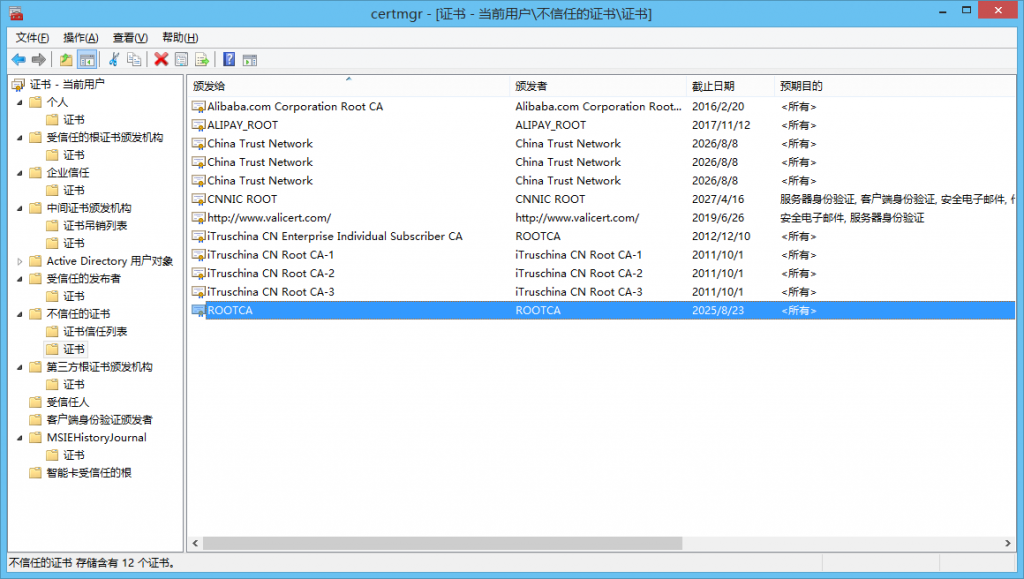 certmgr - [证书 - 当前用户\不信任的证书\证书]
文件(F) 操作(A) 查看(V) 帮助(H)
证书 - 当前用户
个人
证书
受信任的根证书颁发机构
证书
企业信任
证书
中间证书颁发机构
证书吊销列表
证书
Active Directory 用户对象
受信任的发布者
证书
不信任的证书
证书信任列表
证书
第三方根证书颁发机构
证书
受信任人
客户端身份验证颁发者
MSIEHistoryJournal
证书
智能卡受信任的根
颁发给 颁发者 截止日期 预期目的
Alibaba.com Corporation Root CA Alibaba.com Corporation Root... 2016/2/20 <所有>
ALIPAY_ROOT ALIPAY_ROOT 2017/11/12 <所有>
China Trust Network China Trust Network 2026/8/8 <所有>
China Trust Network China Trust Network 2026/8/8 <所有>
China Trust Network China Trust Network 2026/8/8 <所有>
CNNIC ROOT CNNIC ROOT 2027/4/16 服务器身份验证, 客户端身份验证, 安全电子邮件,
http://www.valicert.com/ http://www.valicert.com/ 2019/6/26 安全电子邮件, 服务器身份验证
iTruschina CN Enterprise Individual Subscriber CA ROOTCA 2012/12/10 <所有>
iTruschina CN Root CA-1 iTruschina CN Root CA-1 2011/10/1 <所有>
iTruschina CN Root CA-2 iTruschina CN Root CA-2 2011/10/1 <所有>
iTruschina CN Root CA-3 iTruschina CN Root CA-3 2011/10/1 <所有>
ROOTCA ROOTCA 2025/8/23 <所有>
不信任的证书 存储含有 12 个证书。